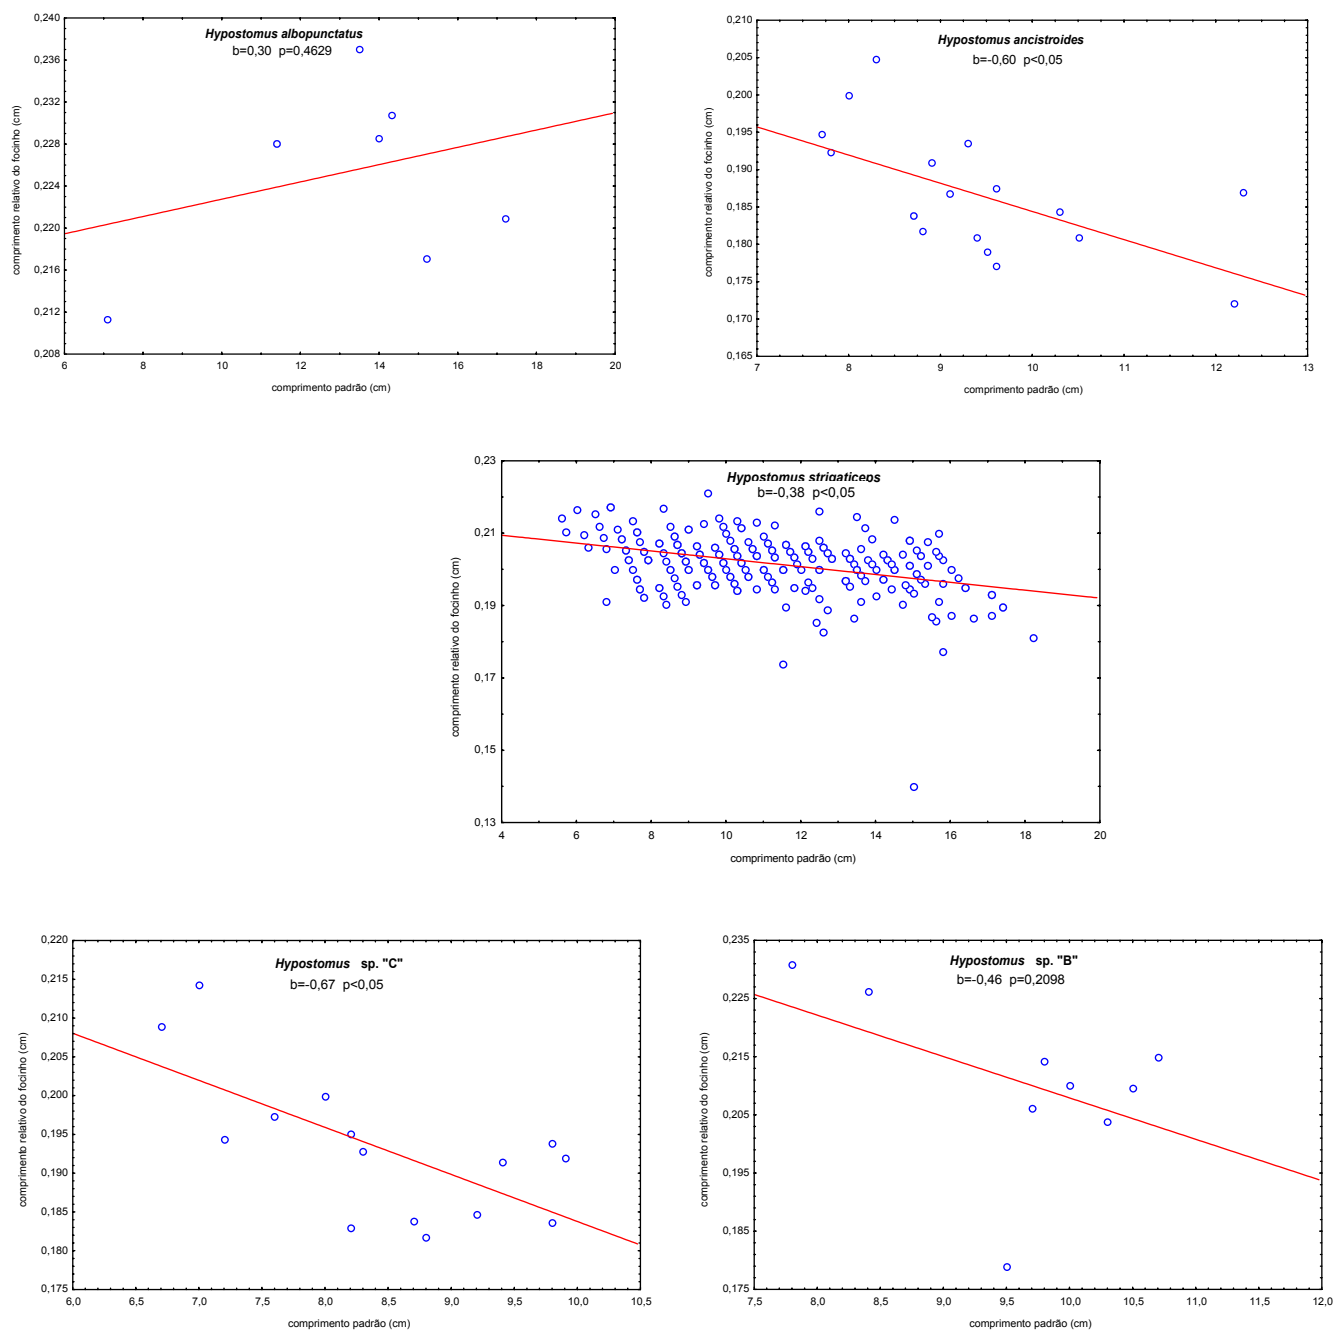 Hypostomus albopunctatus
b=0,30 p=0,4629
comprimento relativo do focinho (cm)
0,240
0,236
0,232
0,228
0,224
0,220
0,216
0,212
0,208
6 8 10 12 14 16 18 20
comprimento padrão (cm)
Hypostomus ancistroides
b=-0,60 p<0,05
comprimento relativo do focinho (cm)
0,210
0,205
0,200
0,195
0,190
0,185
0,180
0,175
0,170
0,165
7 8 9 10 11 12 13
comprimento padrão (cm)
Hypostomus strigaticeps
b=-0,38 p<0,05
comprimento relativo do focinho (cm)
0,23
0,21
0,19
0,17
0,15
0,13
4 6 8 10 12 14 16 18 20
comprimento padrão (cm)
Hypostomus sp. "C"
b=-0,67 p<0,05
comprimento relativo do focinho (cm)
0,220
0,215
0,210
0,205
0,200
0,195
0,190
0,185
0,180
0,175
6,0 7,0 8,0 9,5 10,0 10,5
comprimento padrão (cm)
Hypostomus sp. "B"
b=-0,46 p=0,2098
comprimento relativo do focinho (cm)
0,235
0,225
0,215
0,205
0,195
0,185
0,175
7,5 8,0 8,5 9,0 9,5 10,0 10,5 11,0 11,5 12,0
comprimento padrão (cm)